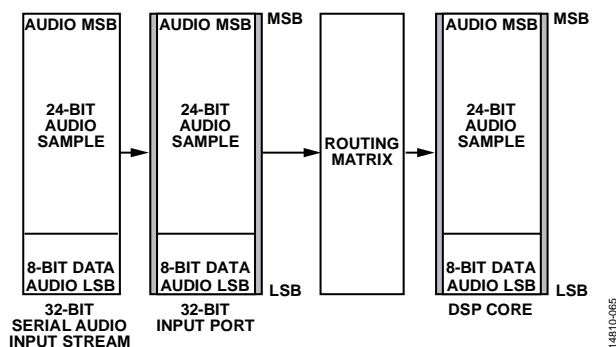 AUDIO MSB
24-BIT
AUDIO
SAMPLE
8-BIT DATA
AUDIO LSB
32-BIT
SERIAL AUDIO
INPUT STREAM
AUDIO MSB
MSB
24-BIT
AUDIO
SAMPLE
8-BIT DATA
AUDIO LSB
LSB
32-BIT
INPUT PORT
ROUTING
MATRIX
AUDIO MSB
MSB
24-BIT
AUDIO
SAMPLE
8-BIT DATA
AUDIO LSB
LSB
DSP CORE
14810-065